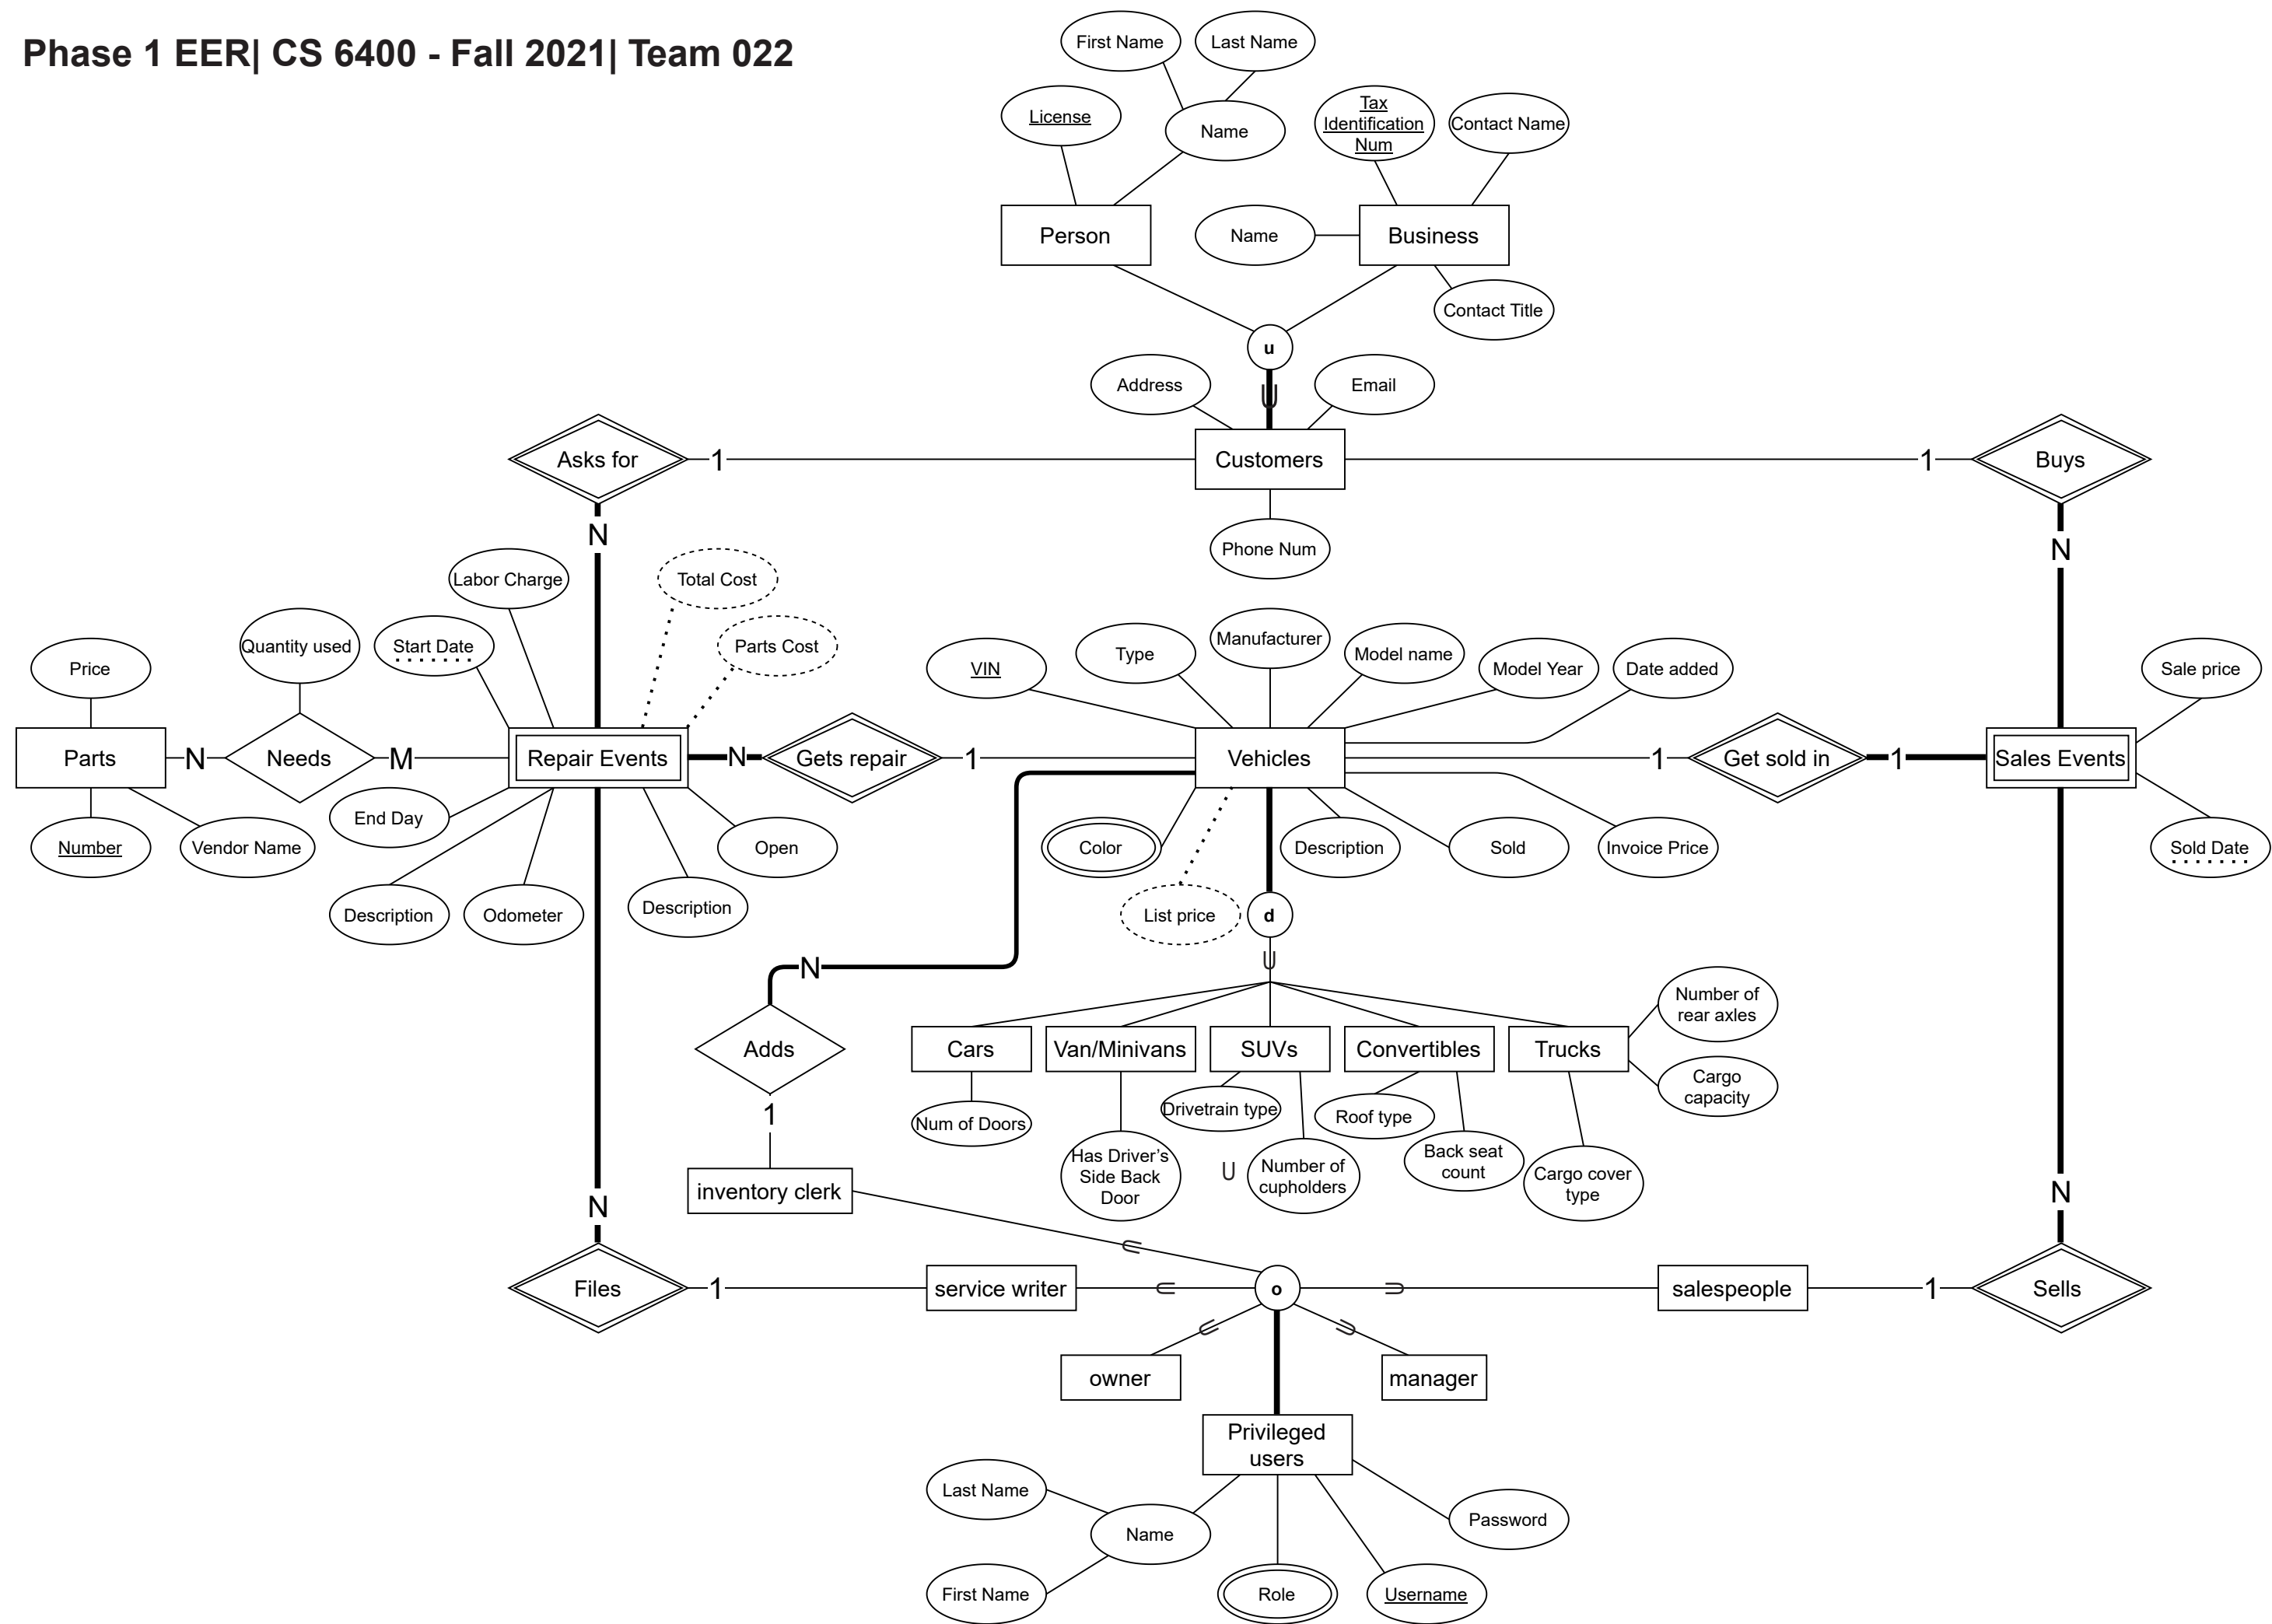 Phase 1 EER| CS 6400 - Fall 2021| Team 022
First Name
Last Name
License
Name
Tax
Identification
Num
Contact Name
Person
Name
Business
Contact Title
u
Address
Email
U
Asks for
1
Customers
1
Buys
N
Phone Num
N
Labor Charge
Total Cost
Quantity used
Start Date
Parts Cost
Price
VIN
Type
Manufacturer
Model name
Model Year
Date added
Sale price
Parts
N
Needs
M
Repair Events
N
Gets repair
1
Vehicles
1
Get sold in
1
Sales Events
End Day
Number
Vendor Name
Open
Color
Description
Sold
Invoice Price
Sold Date
Description
Odometer
Description
List price
d
U
N
Number of
rear axles
Adds
Cars
Van/Minivans
SUVs
Convertibles
Trucks
Cargo
capacity
1
Num of Doors
Drivetrain type
Roof type
Has Driver's
Side Back
Door
U
Number of
cupholders
Back seat
count
Cargo cover
type
inventory clerk
N
N
U
Files
1
service writer
U
o
U
salespeople
1
Sells
U
U
owner
manager
Privileged
users
Last Name
Name
Password
First Name
Role
Username